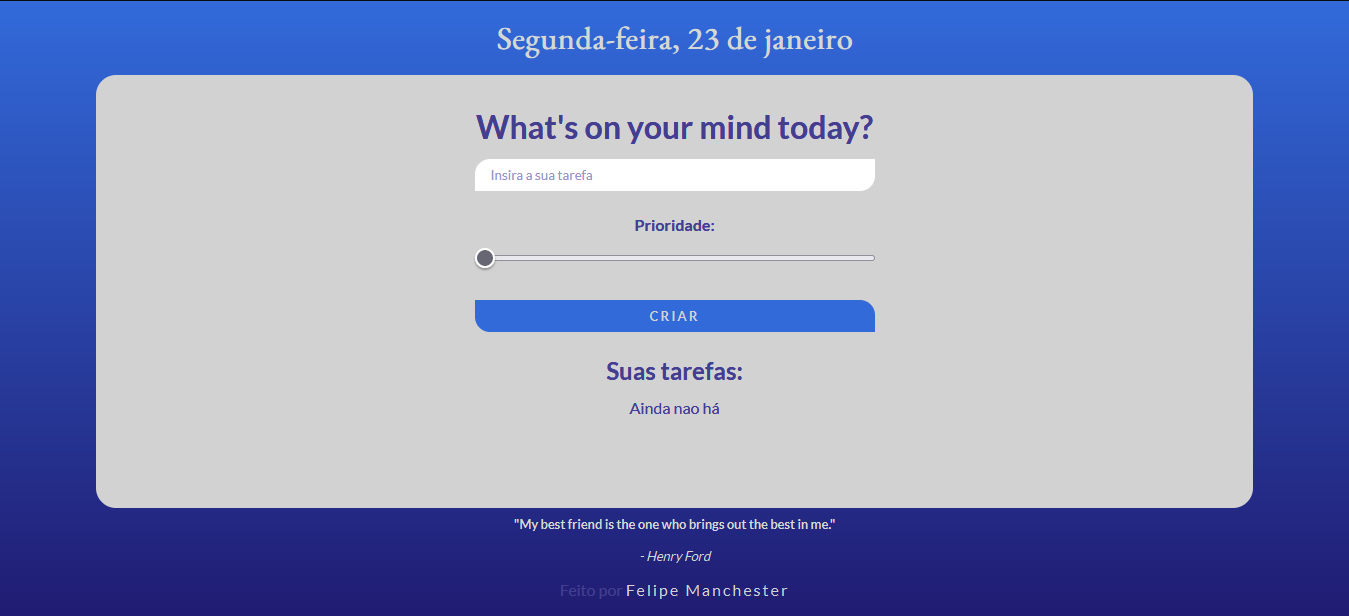 Segunda-feira, 23 de janeiro
What's on your mind today?
Insira a sua tarefa
Prioridade:
CRIAR
Suas tarefas:
Ainda nao há
"My best friend is the one who brings out the best in me."
- Henry Ford
Feito por Felipe Manchester